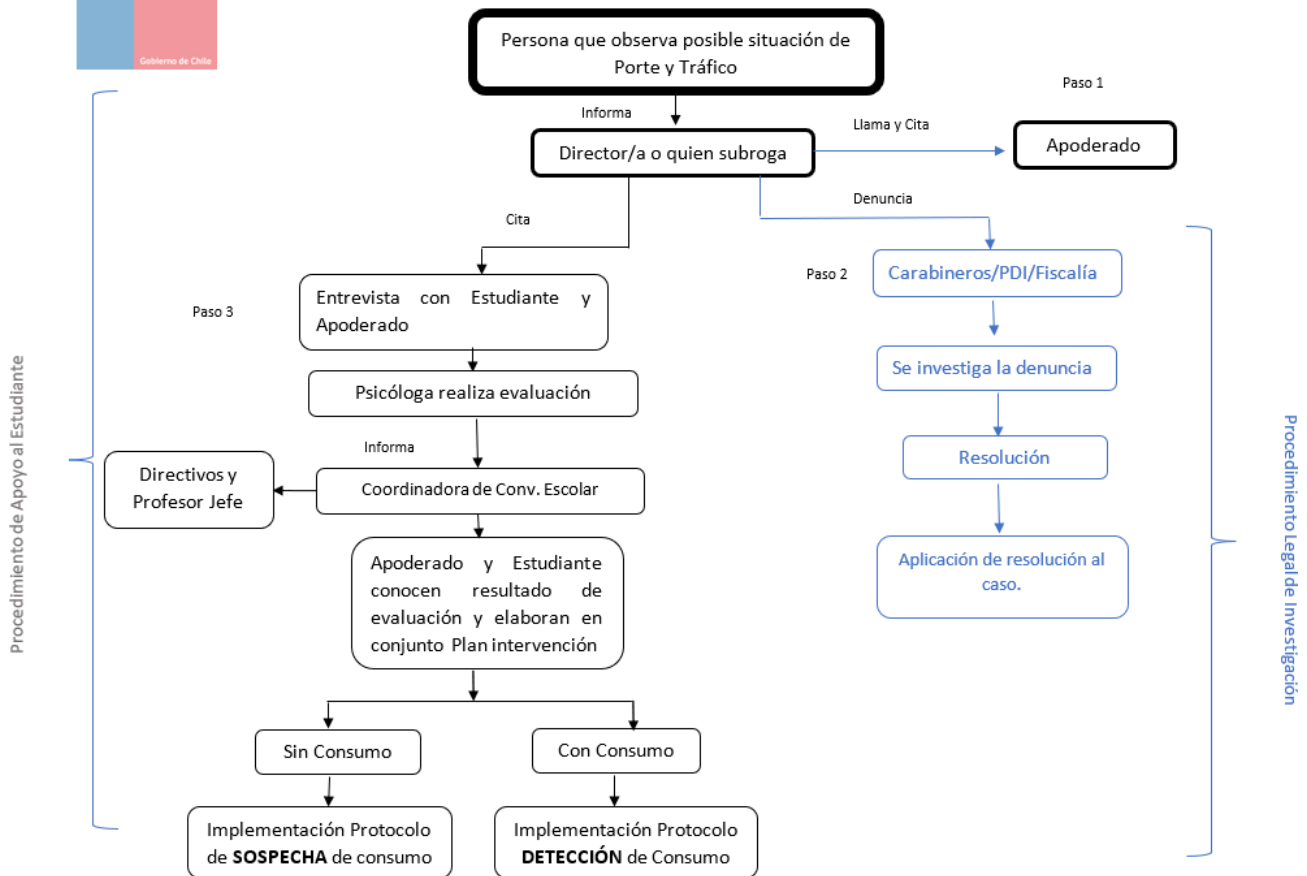 Gobierno de Chile
Persona que observa posible situación de
Porte y Tráfico
Paso 1
Informa
Llama y Cita
Director/a o quien subroga
Apoderado
Denuncia
Cita
Paso 2
Carabineros/PDI/Fiscalía
Entrevista con Estudiante y
Apoderado
Paso 3
Se investiga la denuncia
Psicóloga realiza evaluación
Informa
Resolución
Directivos y
Profesor Jefe
Coordinadora de Conv. Escolar
Apoderado y Estudiante
conocen resultado de
evaluación y elaboran en
conjunto Plan intervención
Aplicación de resolución al
caso.
Sin Consumo
Con Consumo
Implementación Protocolo
de SOSPECHA de consumo
Implementación Protocolo
DETECCIÓN de Consumo
Procedimiento de Apoyo al Estudiante
Procedimiento Legal de Investigación